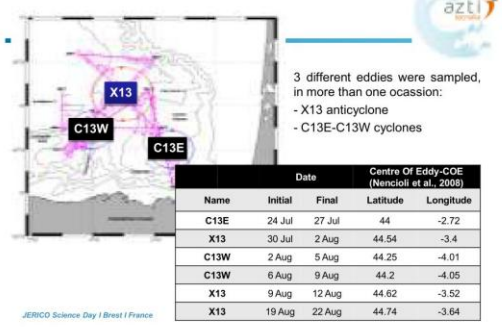 azti
tecnalia
3 different eddies were sampled,
in more than one ocassion:
- X13 anticyclone
- C13E-C13W cyclones
X13
C13W
C13E
Date
Centre Of Eddy-COE
(Nencioli et al., 2008)
Name Initial Final Latitude Longitude
C13E 24 Jul 27 Jul 44 -2.72
X13 30 Jul 2 Aug 44.54 -3.4
C13W 2 Aug 5 Aug 44.25 -4.01
C13W 6 Aug 9 Aug 44.2 -4.05
X13 9 Aug 12 Aug 44.62 -3.52
X13 19 Aug 22 Aug 44.74 -3.64
JERICO Science Day I Brest I France